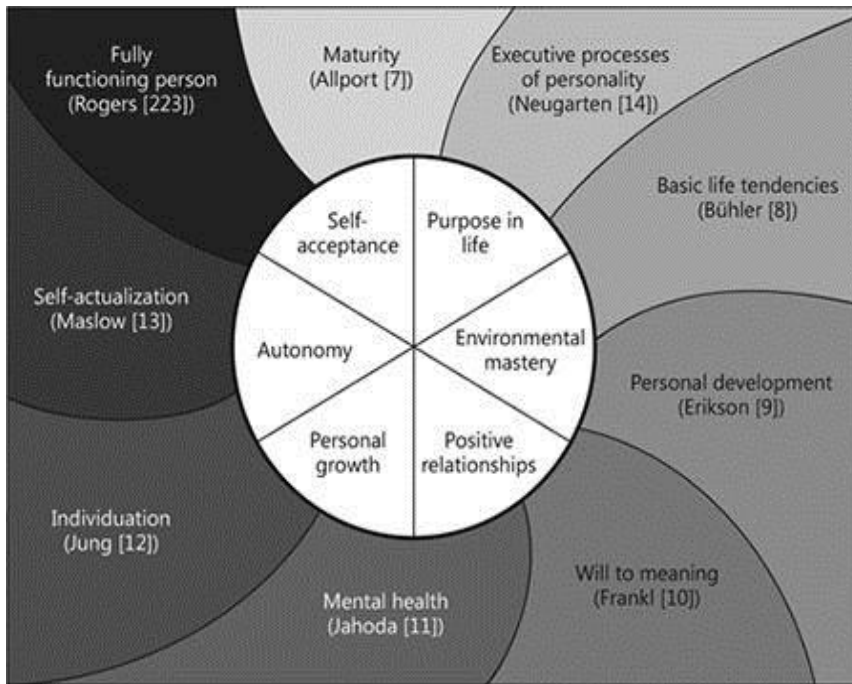 Fully
functioning person
(Rogers [223])
Maturity
(Allport [7])
Executive processes
of personality
(Neugarten [14])
Basic life tendencies
(Bühler [8])
Personal development
(Erikson [9])
Will to meaning
(Frankl [10])
Mental health
(Jahoda [11])
Individuation
(Jung [12])
Self-actualization
(Maslow [13])
Self-
acceptance
Purpose in
life
Environmental
mastery
Positive
relationships
Personal
growth
Autonomy